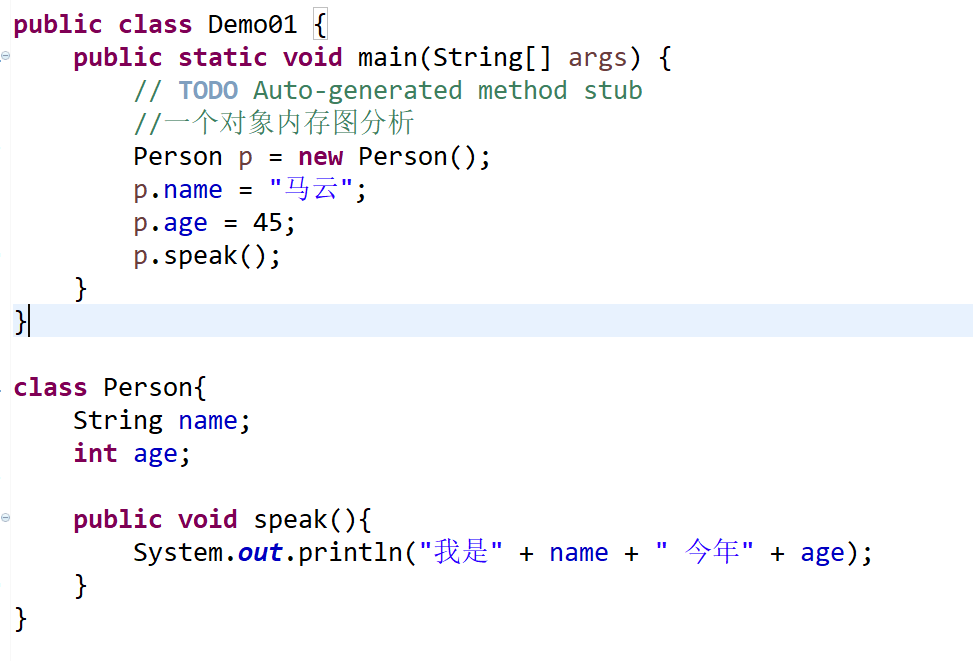 public class Demo01 {
    public static void main(String[] args) {
        // TODO Auto-generated method stub
        //一个对象内存图分析
        Person p = new Person();
        p.name = "马云";
        p.age = 45;
        p.speak();
    }
}
class Person{
    String name;
    int age;
    public void speak(){
        System.out.println("我是" + name + " 今年" + age);
    }
}